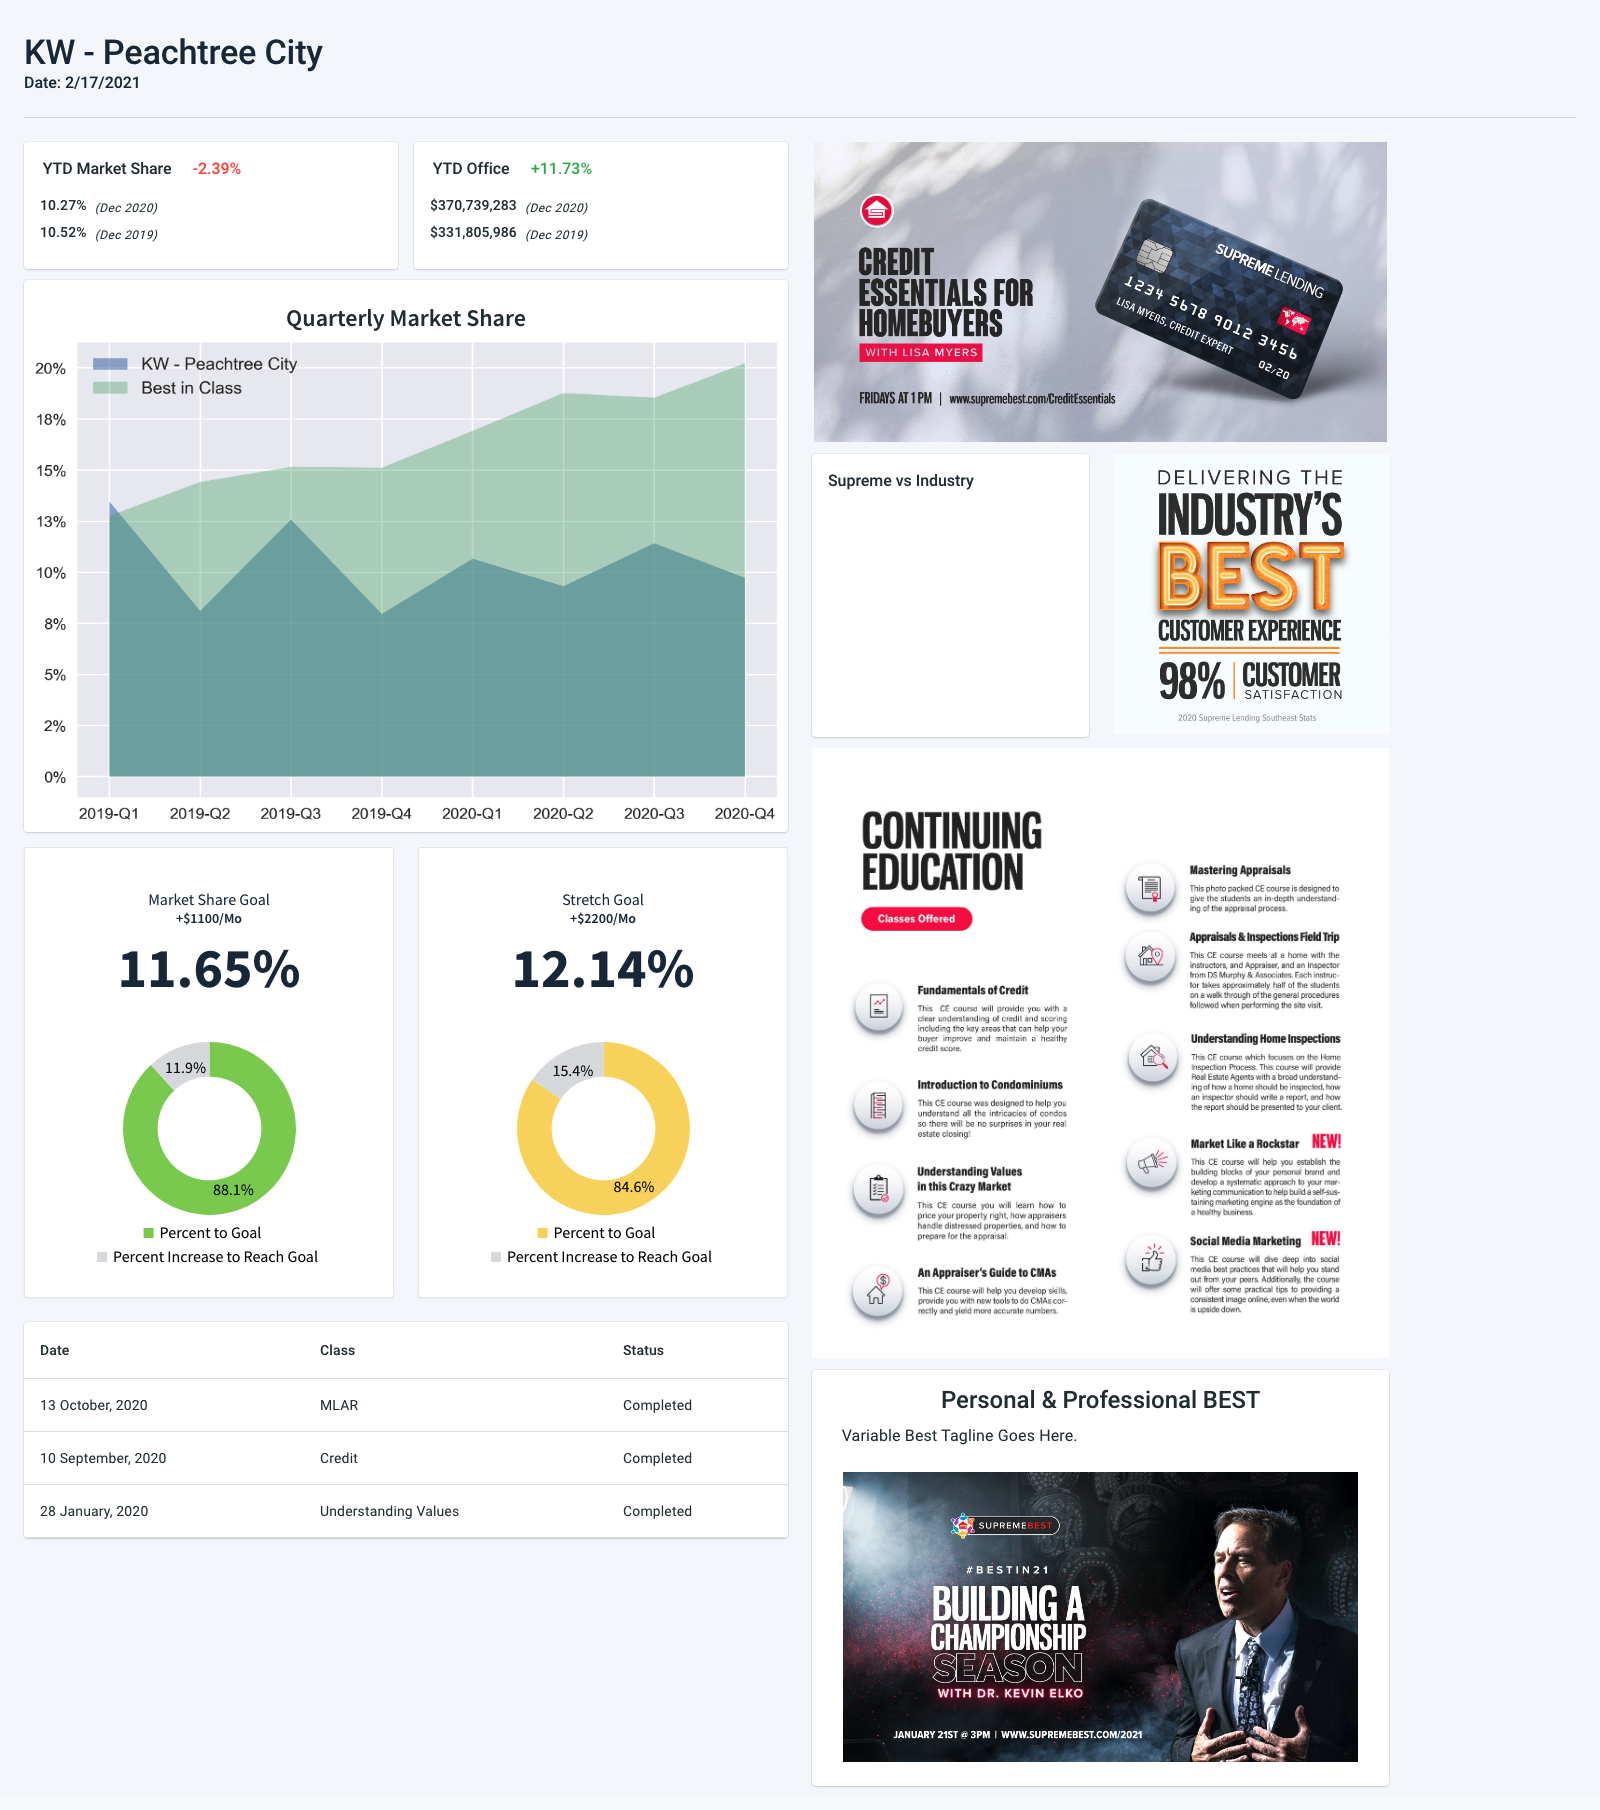 KW - Peachtree City
Date: 2/17/2021
YTD Market Share -2.39%
10.27% (Dec 2020)
10.52% (Dec 2019)
YTD Office +11.73%
$370,739,283 (Dec 2020)
$331,805,986 (Dec 2019)
Quarterly Market Share
KW - Peachtree City
Best in Class
20%
18%
15%
13%
10%
8%
5%
2%
0%
2019-Q1 2019-Q2 2019-Q3 2019-Q4 2020-Q1 2020-Q2 2020-Q3 2020-Q4
Market Share Goal
+$1100/Mo
11.65%
11.9%
88.1%
Percent to Goal
Percent Increase to Reach Goal
Stretch Goal
+$2200/Mo
12.14%
15.4%
84.6%
Percent to Goal
Percent Increase to Reach Goal
Date Class Status
13 October, 2020 MLAR Completed
10 September, 2020 Credit Completed
28 January, 2020 Understanding Values Completed
CREDIT
ESSENTIALS FOR
HOMEBUYERS
WITH LISA MYERS
FRIDAYS AT 1 PM | www.supremebest.com/CreditEssentials
SUPREME LENDING
1234 5678 9012 3456
LISA MYERS, CREDIT EXPERT
02/20
Supreme vs Industry
DELIVERING THE
INDUSTRY'S
BEST
CUSTOMER EXPERIENCE
98% CUSTOMER
SATISFACTION
2020 Supreme Lending Southeast Stats
CONTINUING
EDUCATION
Classes Offered
Fundamentals of Credit
This CE course will provide you with a
clear understanding of credit and scoring
including the key areas that can help your
buyer improve and maintain a healthy
credit score.
Introduction to Condominiums
This CE course was designed to help you
understand all the intricacies of condos
so there will be no surprises in your real
estate closing!
Understanding Values
in this Crazy Market
This CE course you will learn how to
price your property right, how appraisers
handle distressed properties, and how to
prepare for the appraisal.
An Appraiser's Guide to CMAs
This CE course will help you develop skills,
provide you with new tools to do CMAs cor-
rectly and yield more accurate numbers.
Mastering Appraisals
This photo packed CE course is designed to
give the students an in-depth understand-
ing of the appraisal process.
Appraisals & Inspections Field Trip
This CE course meets at a home with the
instructors, and Appraiser, and an Inspector
from DS Murphy & Associates. Each instruc-
tor takes approximately half of the students
on a walk through of the general procedures
followed when performing the site visit.
Understanding Home Inspections
This CE course which focuses on the Home
Inspection Process. This course will provide
Real Estate Agents with a broad understand-
ing of how a home should be inspected, how
an inspector should write a report, and how
the report should be presented to your client.
Market Like a Rockstar NEW!
This CE course will help you establish the
building blocks of your personal brand and
develop a systematic approach to your mar-
keting communication to help build a self-sus-
taining marketing engine as the foundation of
a healthy business.
Social Media Marketing NEW!
This CE course will dive deep into social
media best practices that will help you stand
out from your peers. Additionally, the course
will offer some practical tips to providing a
consistent image online, even when the world
is upside down.
Personal & Professional BEST
Variable Best Tagline Goes Here.
SUPREMEBEST
#BESTIN21
BUILDING A
CHAMPIONSHIP
SEASON
WITH DR. KEVIN ELKO
JANUARY 21ST @ 3PM | WWW.SUPREMEBEST.COM/2021